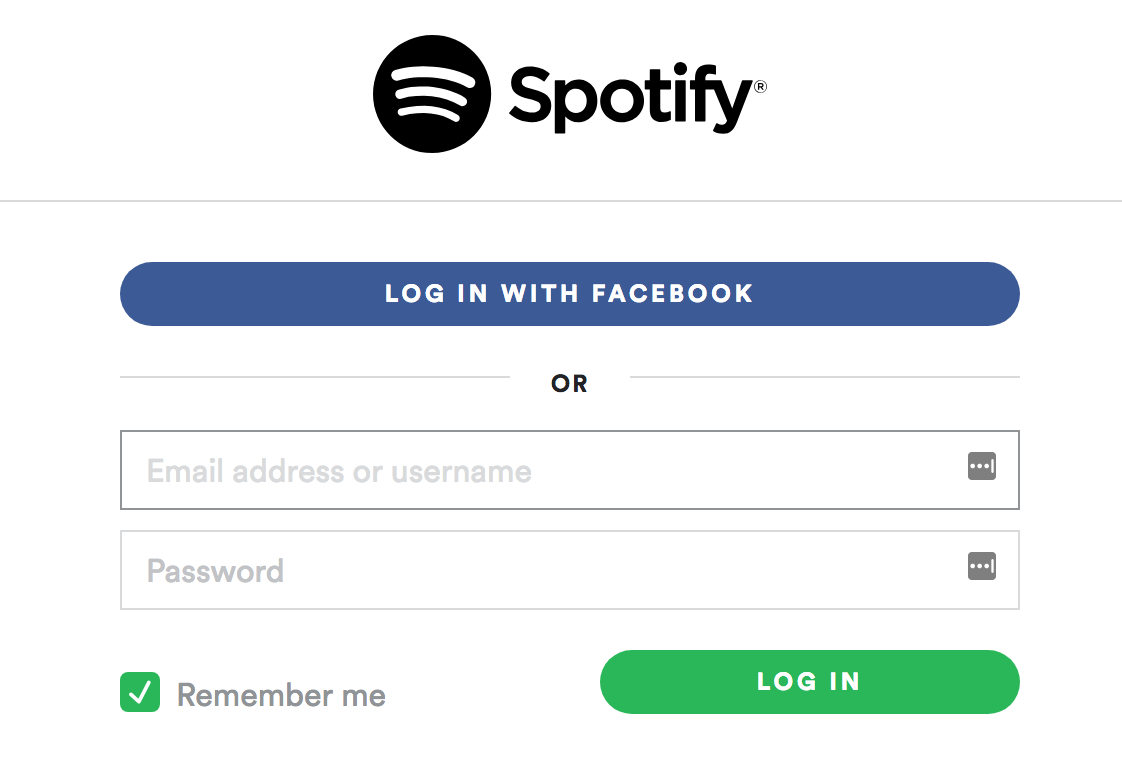 Spotify®
LOG IN WITH FACEBOOK
OR
Email address or username
Password
Remember me
LOG IN